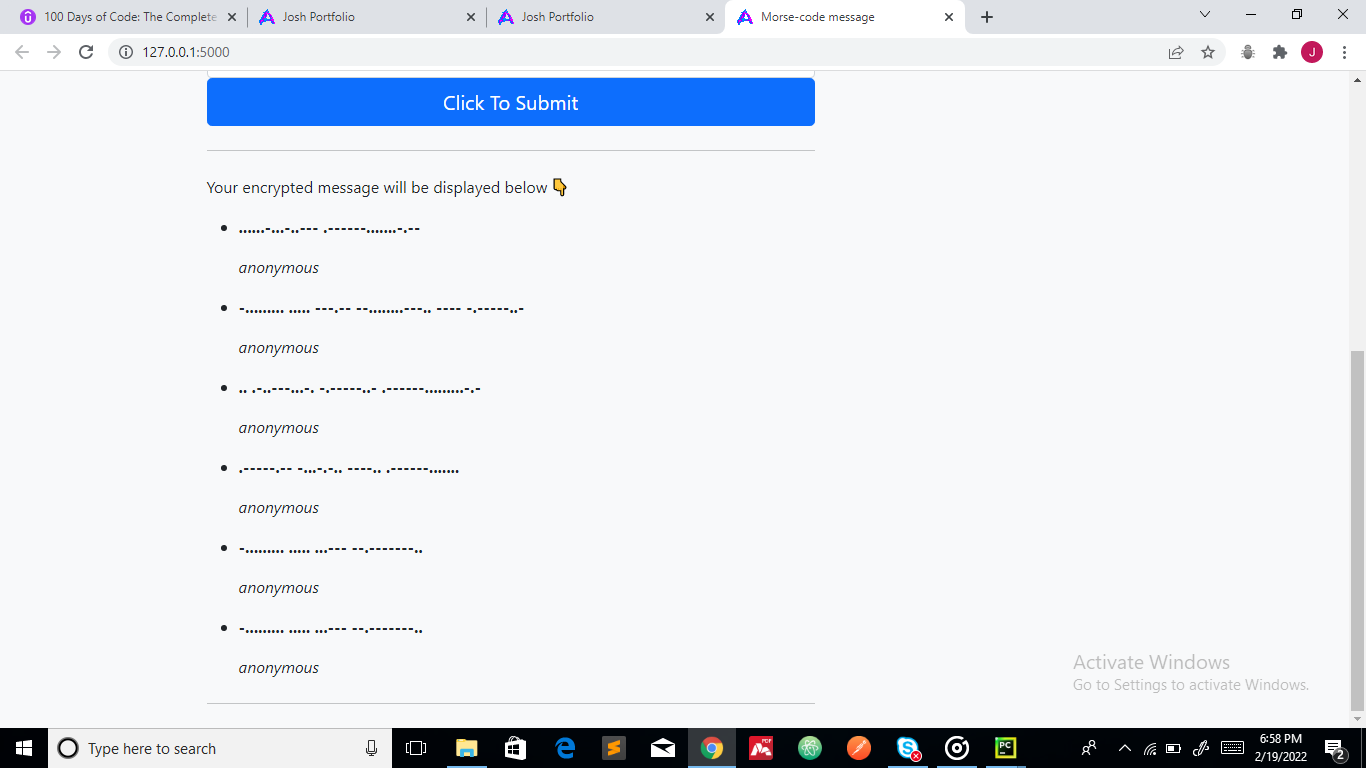 100 Days of Code: The Complete
Josh Portfolio
Josh Portfolio
Morse-code message
127.0.0.1:5000
J
Click To Submit
Your encrypted message will be displayed below 👇
......-...-..--- .------.......-.--
anonymous
-......... ..... ---.-- --........---.. ---- -.-----..-
anonymous
.. .-..---...-. -.-----..- .------.........-.-
anonymous
.-----.-- -...-.-.. ----.. .------.......
anonymous
-......... ..... ...--- --.-------..
anonymous
-......... ..... ...--- --.-------..
anonymous
Activate Windows
Go to Settings to activate Windows.
Type here to search
PC
6:58 PM
2/19/2022
2